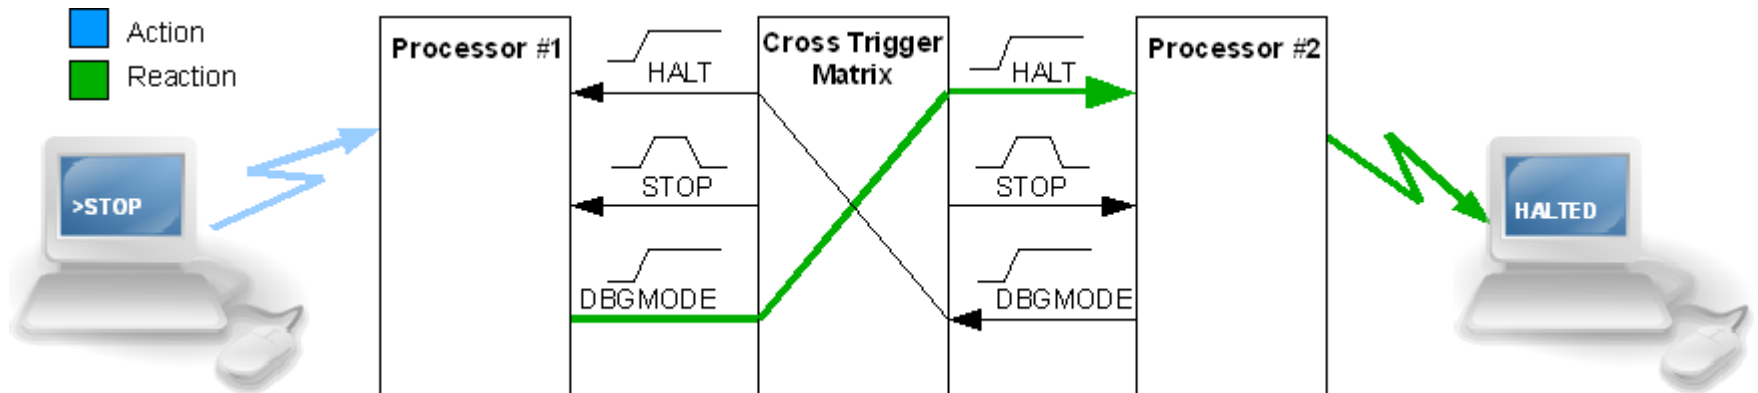 Action
Reaction
Processor #1
HALT
STOP
DBGMODE
Cross Trigger
Matrix
HALT
STOP
DBGMODE
Processor #2
>STOP
HALTED